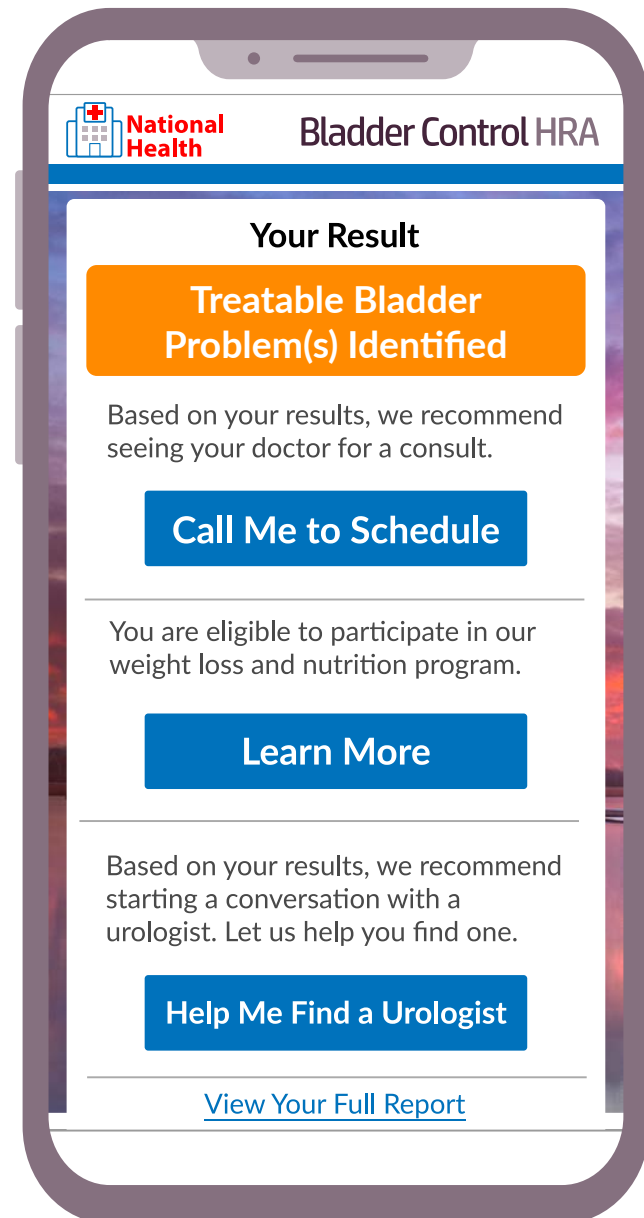 National
Health
Bladder Control HRA
Your Result
Treatable Bladder
Problem(s) Identified
Based on your results, we recommend
seeing your doctor for a consult.
Call Me to Schedule
You are eligible to participate in our
weight loss and nutrition program.
Learn More
Based on your results, we recommend
starting a conversation with a
urologist. Let us help you find one.
Help Me Find a Urologist
View Your Full Report